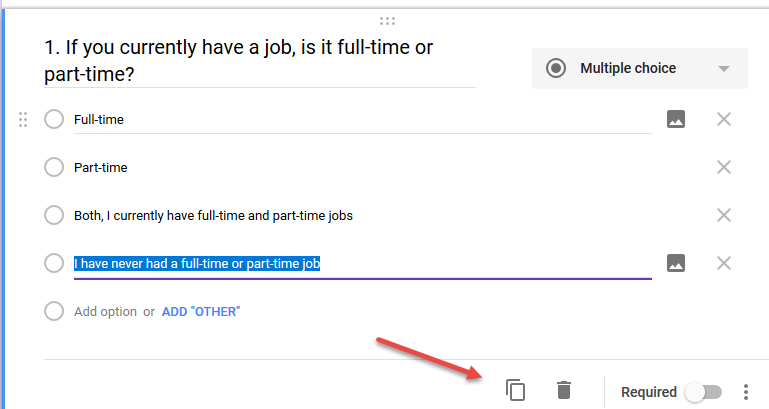 1. If you currently have a job, is it full-time or
part-time?
Multiple choice
Full-time
Part-time
Both, I currently have full-time and part-time jobs
I have never had a full-time or part-time job
Add option or ADD "OTHER"
Required